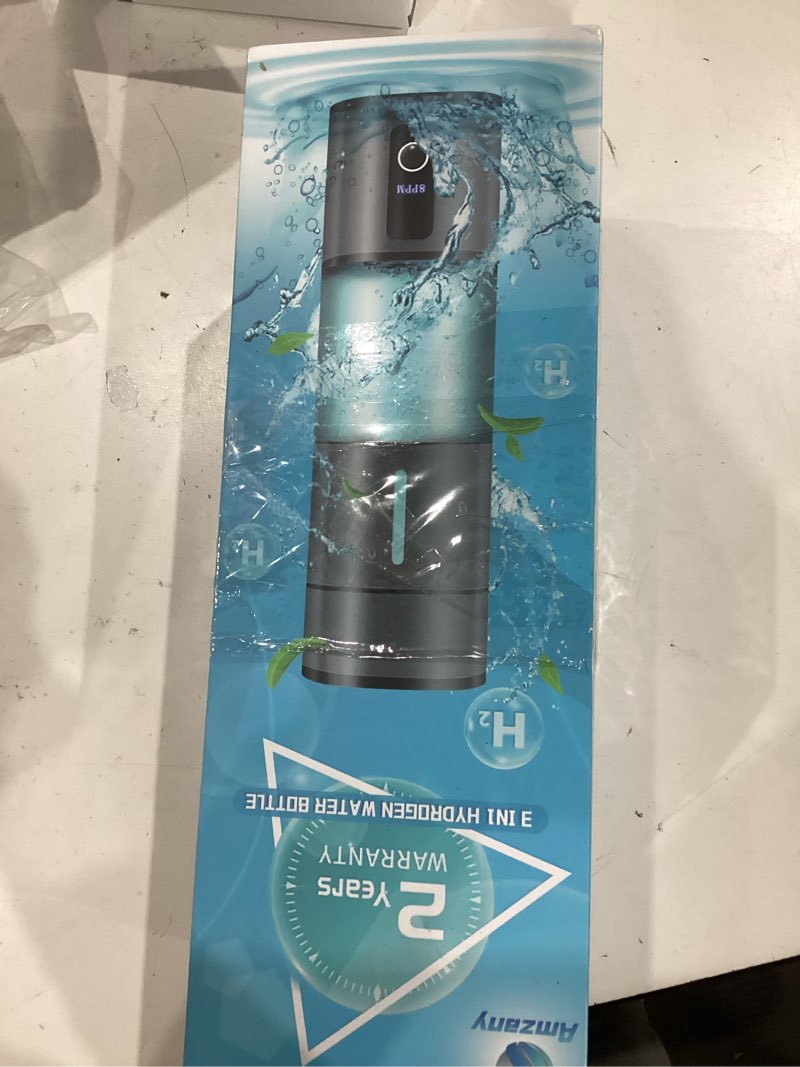 Amzany
2 Years
WARRANTY
3 IN1 HYDROGEN WATER BOTTLE
H₂
H₂
H₂
8PPM